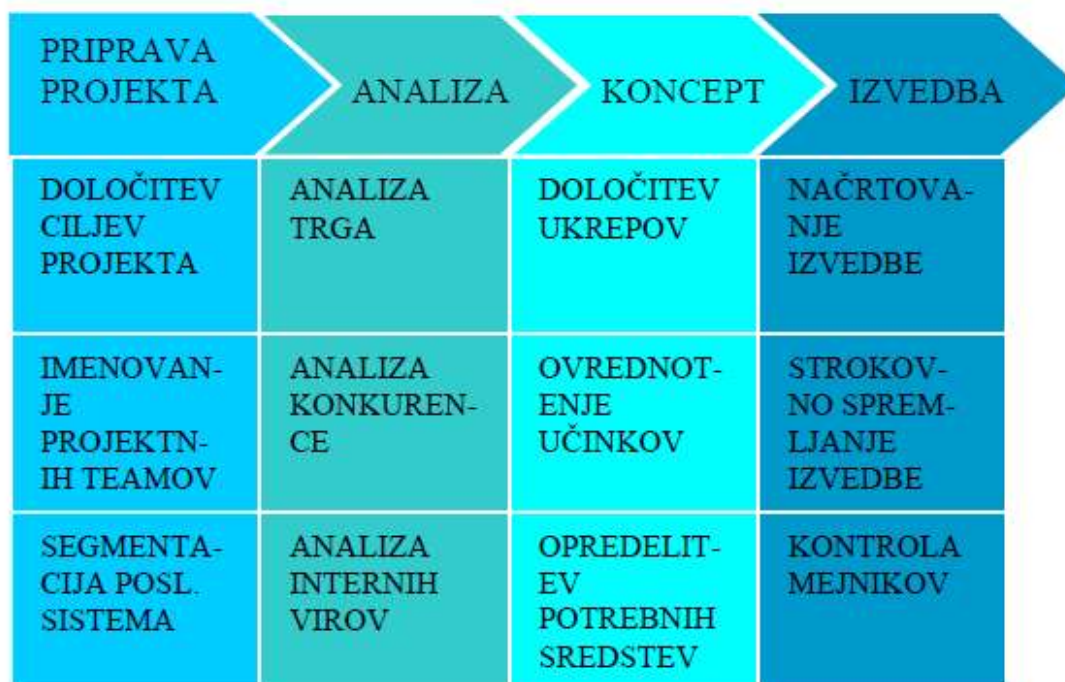 PRIPRAVA
PROJEKTA
ANALIZA
KONCEPT
IZVEDBA
DOLOČITEV
CILJEV
PROJEKTA
ANALIZA
TRGA
DOLOČITEV
UKREPOV
NAČRTOVA-
NJE
IZVEDBE
IMENOVAN-
JE
PROJEKTN-
IH TEAMOV
ANALIZA
KONKUREN-
CE
OVREDNOT-
ENJE
UČINKOV
STROKOV-
NO SPREM-
LJANJE
IZVEDBE
SEGMENTA-
CIJA POSL.
SISTEMA
ANALIZA
INTERNIH
VIROV
OPREDELIT-
EV
POTREBNIH
SREDSTEV
KONTROLA
MEJNIKOV